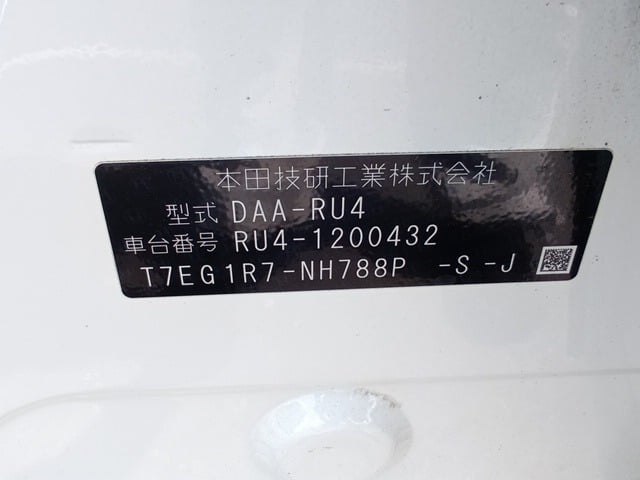 本田技研工業株式会社
型式 DAA-RU4
車台番号 RU4-1200432
T7EG1R7-NH788P -S -J